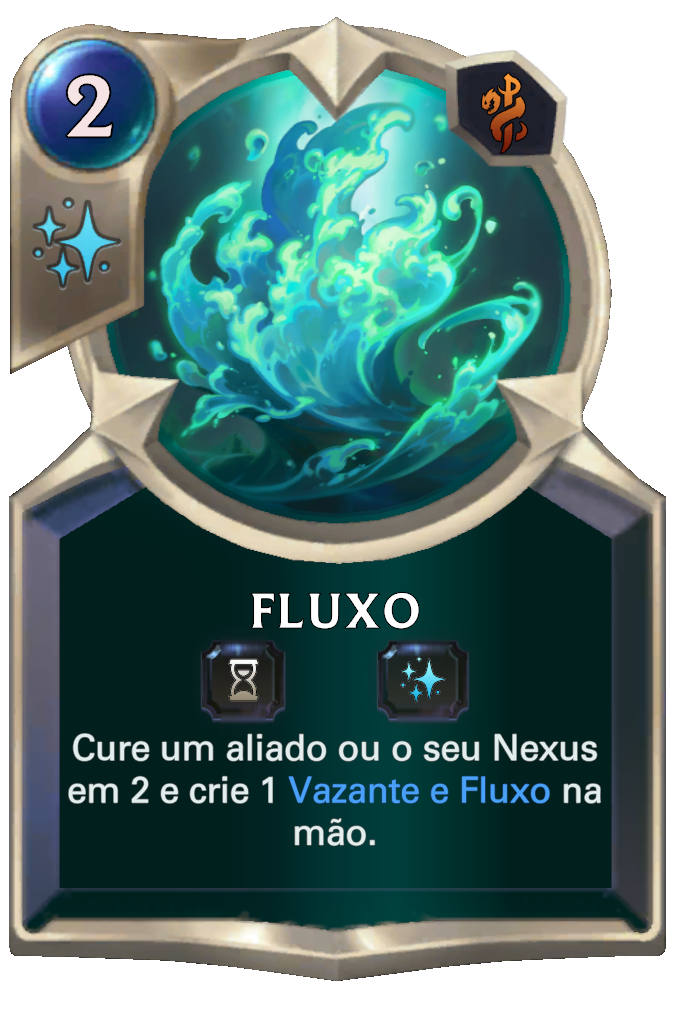 2
FLUXO
Cure um aliado ou o seu Nexus
em 2 e crie 1 Vazante e Fluxo na
mão.